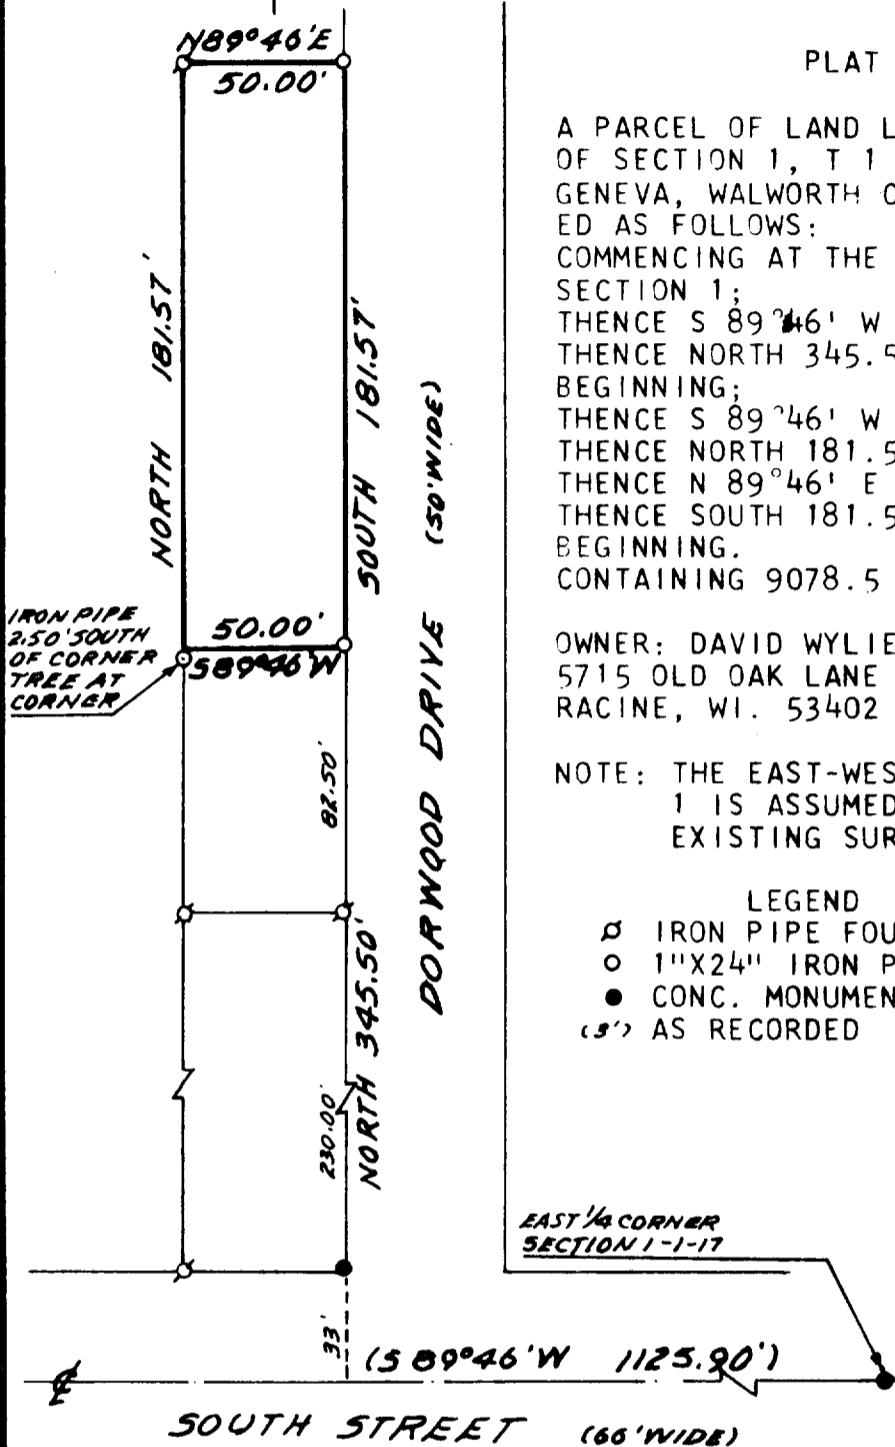 N89°46'E
50.00'
NORTH 181.57'
SOUTH 181.57'
(50' WIDE)
DORWOOD DRIVE
IRON PIPE
2.50' SOUTH
OF CORNER
TREE AT
CORNER
50.00'
S89°46'W
82.50'
NORTH 345.50'
230.00'
33'
EAST 1/4 CORNER
SECTION 1-1-17
(S 89°46'W 1125.90')
℄
SOUTH STREET (66' WIDE)
PLAT
A PARCEL OF LAND L
OF SECTION 1, T 1
GENEVA, WALWORTH
ED AS FOLLOWS:
COMMENCING AT THE
SECTION 1;
THENCE S 89°46' W
THENCE NORTH 345.5
BEGINNING;
THENCE S 89°46' W
THENCE NORTH 181.5
THENCE N 89°46' E
THENCE SOUTH 181.5
BEGINNING.
CONTAINING 9078.5
OWNER: DAVID WYLIE
5715 OLD OAK LANE
RACINE, WI. 53402
NOTE: THE EAST-WES
1 IS ASSUMED
EXISTING SUR
LEGEND
IRON PIPE FOU
1"X24" IRON P
CONC. MONUMEN
(3') AS RECORDED